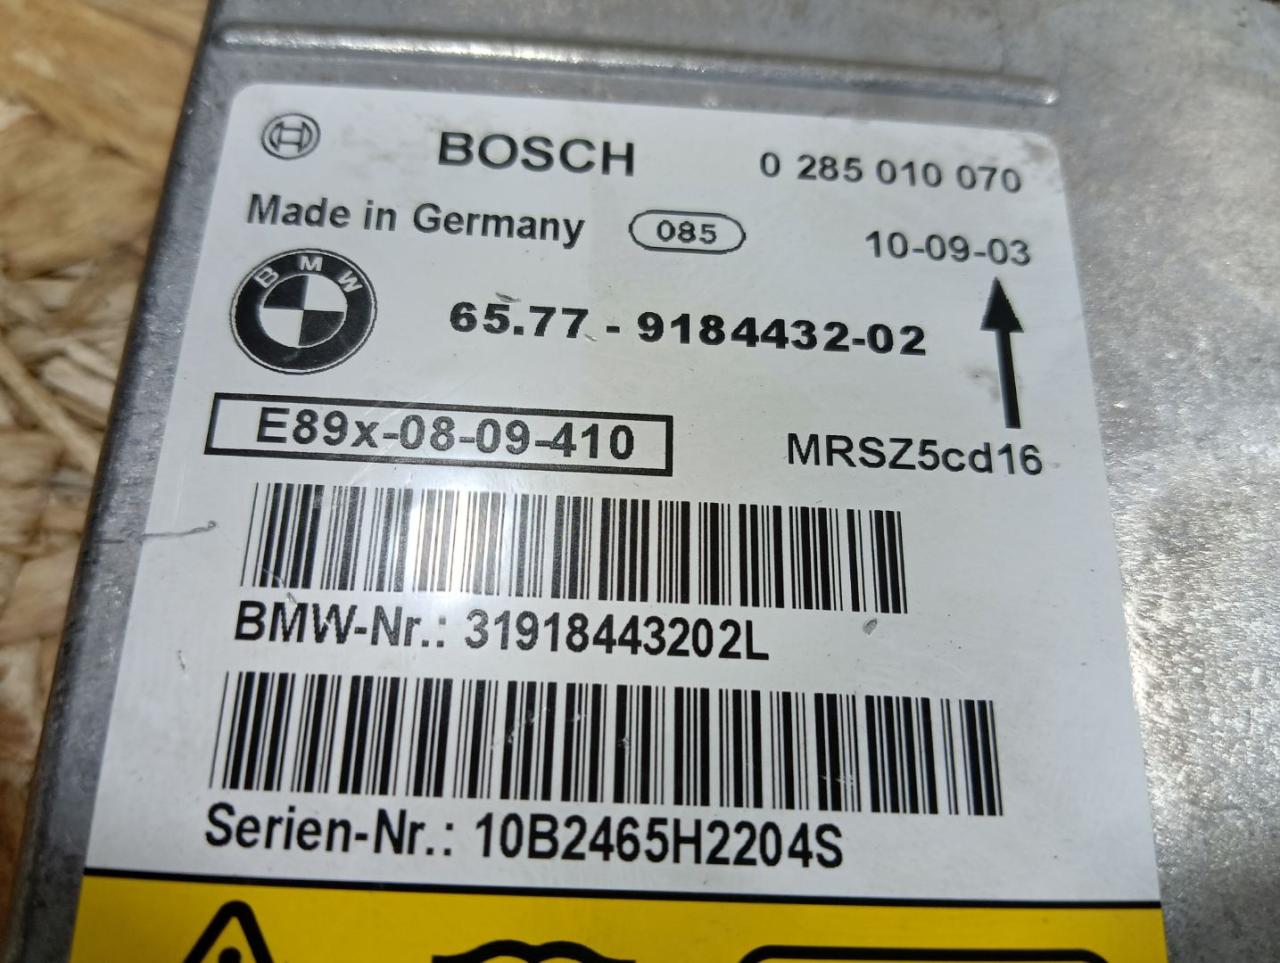 BOSCH 0 285 010 070
Made in Germany 085 10-09-03
BMW
65.77 - 9184432-02
E89x-08-09-410 MRSZ5cd16
BMW-Nr.: 31918443202L
Serien-Nr.: 10B2465H2204S